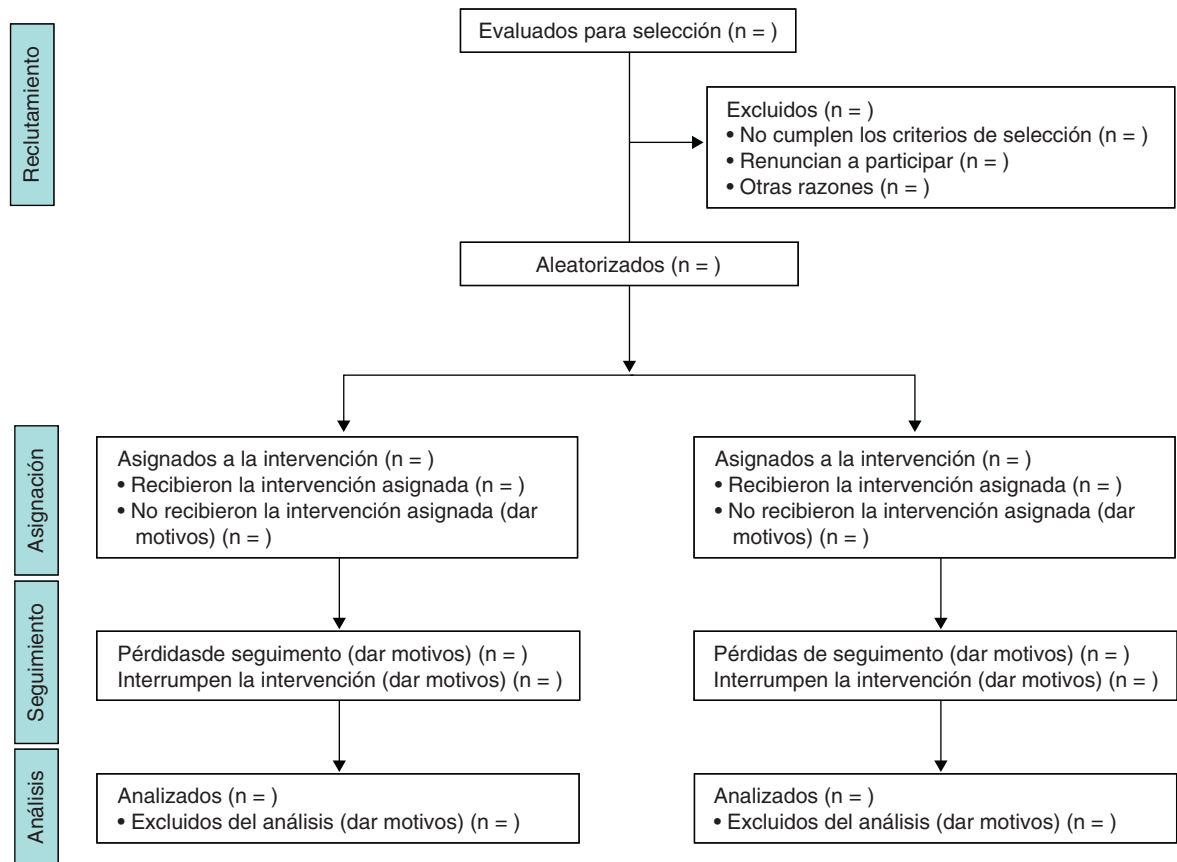 Reclutamiento
Evaluados para selección (n = )
Excluidos (n = )
• No cumplen los criterios de selección (n = )
• Renuncian a participar (n = )
• Otras razones (n = )
Aleatorizados (n = )
Asignación
Asignados a la intervención (n = )
• Recibieron la intervención asignada (n = )
• No recibieron la intervención asignada (dar
motivos) (n = )
Asignados a la intervención (n = )
• Recibieron la intervención asignada (n = )
• No recibieron la intervención asignada (dar
motivos) (n = )
Seguimiento
Pérdidasde seguimento (dar motivos) (n = )
Interrumpen la intervención (dar motivos) (n = )
Pérdidas de seguimento (dar motivos) (n = )
Interrumpen la intervención (dar motivos) (n = )
Análisis
Analizados (n = )
• Excluidos del análisis (dar motivos) (n = )
Analizados (n = )
• Excluidos del análisis (dar motivos) (n = )